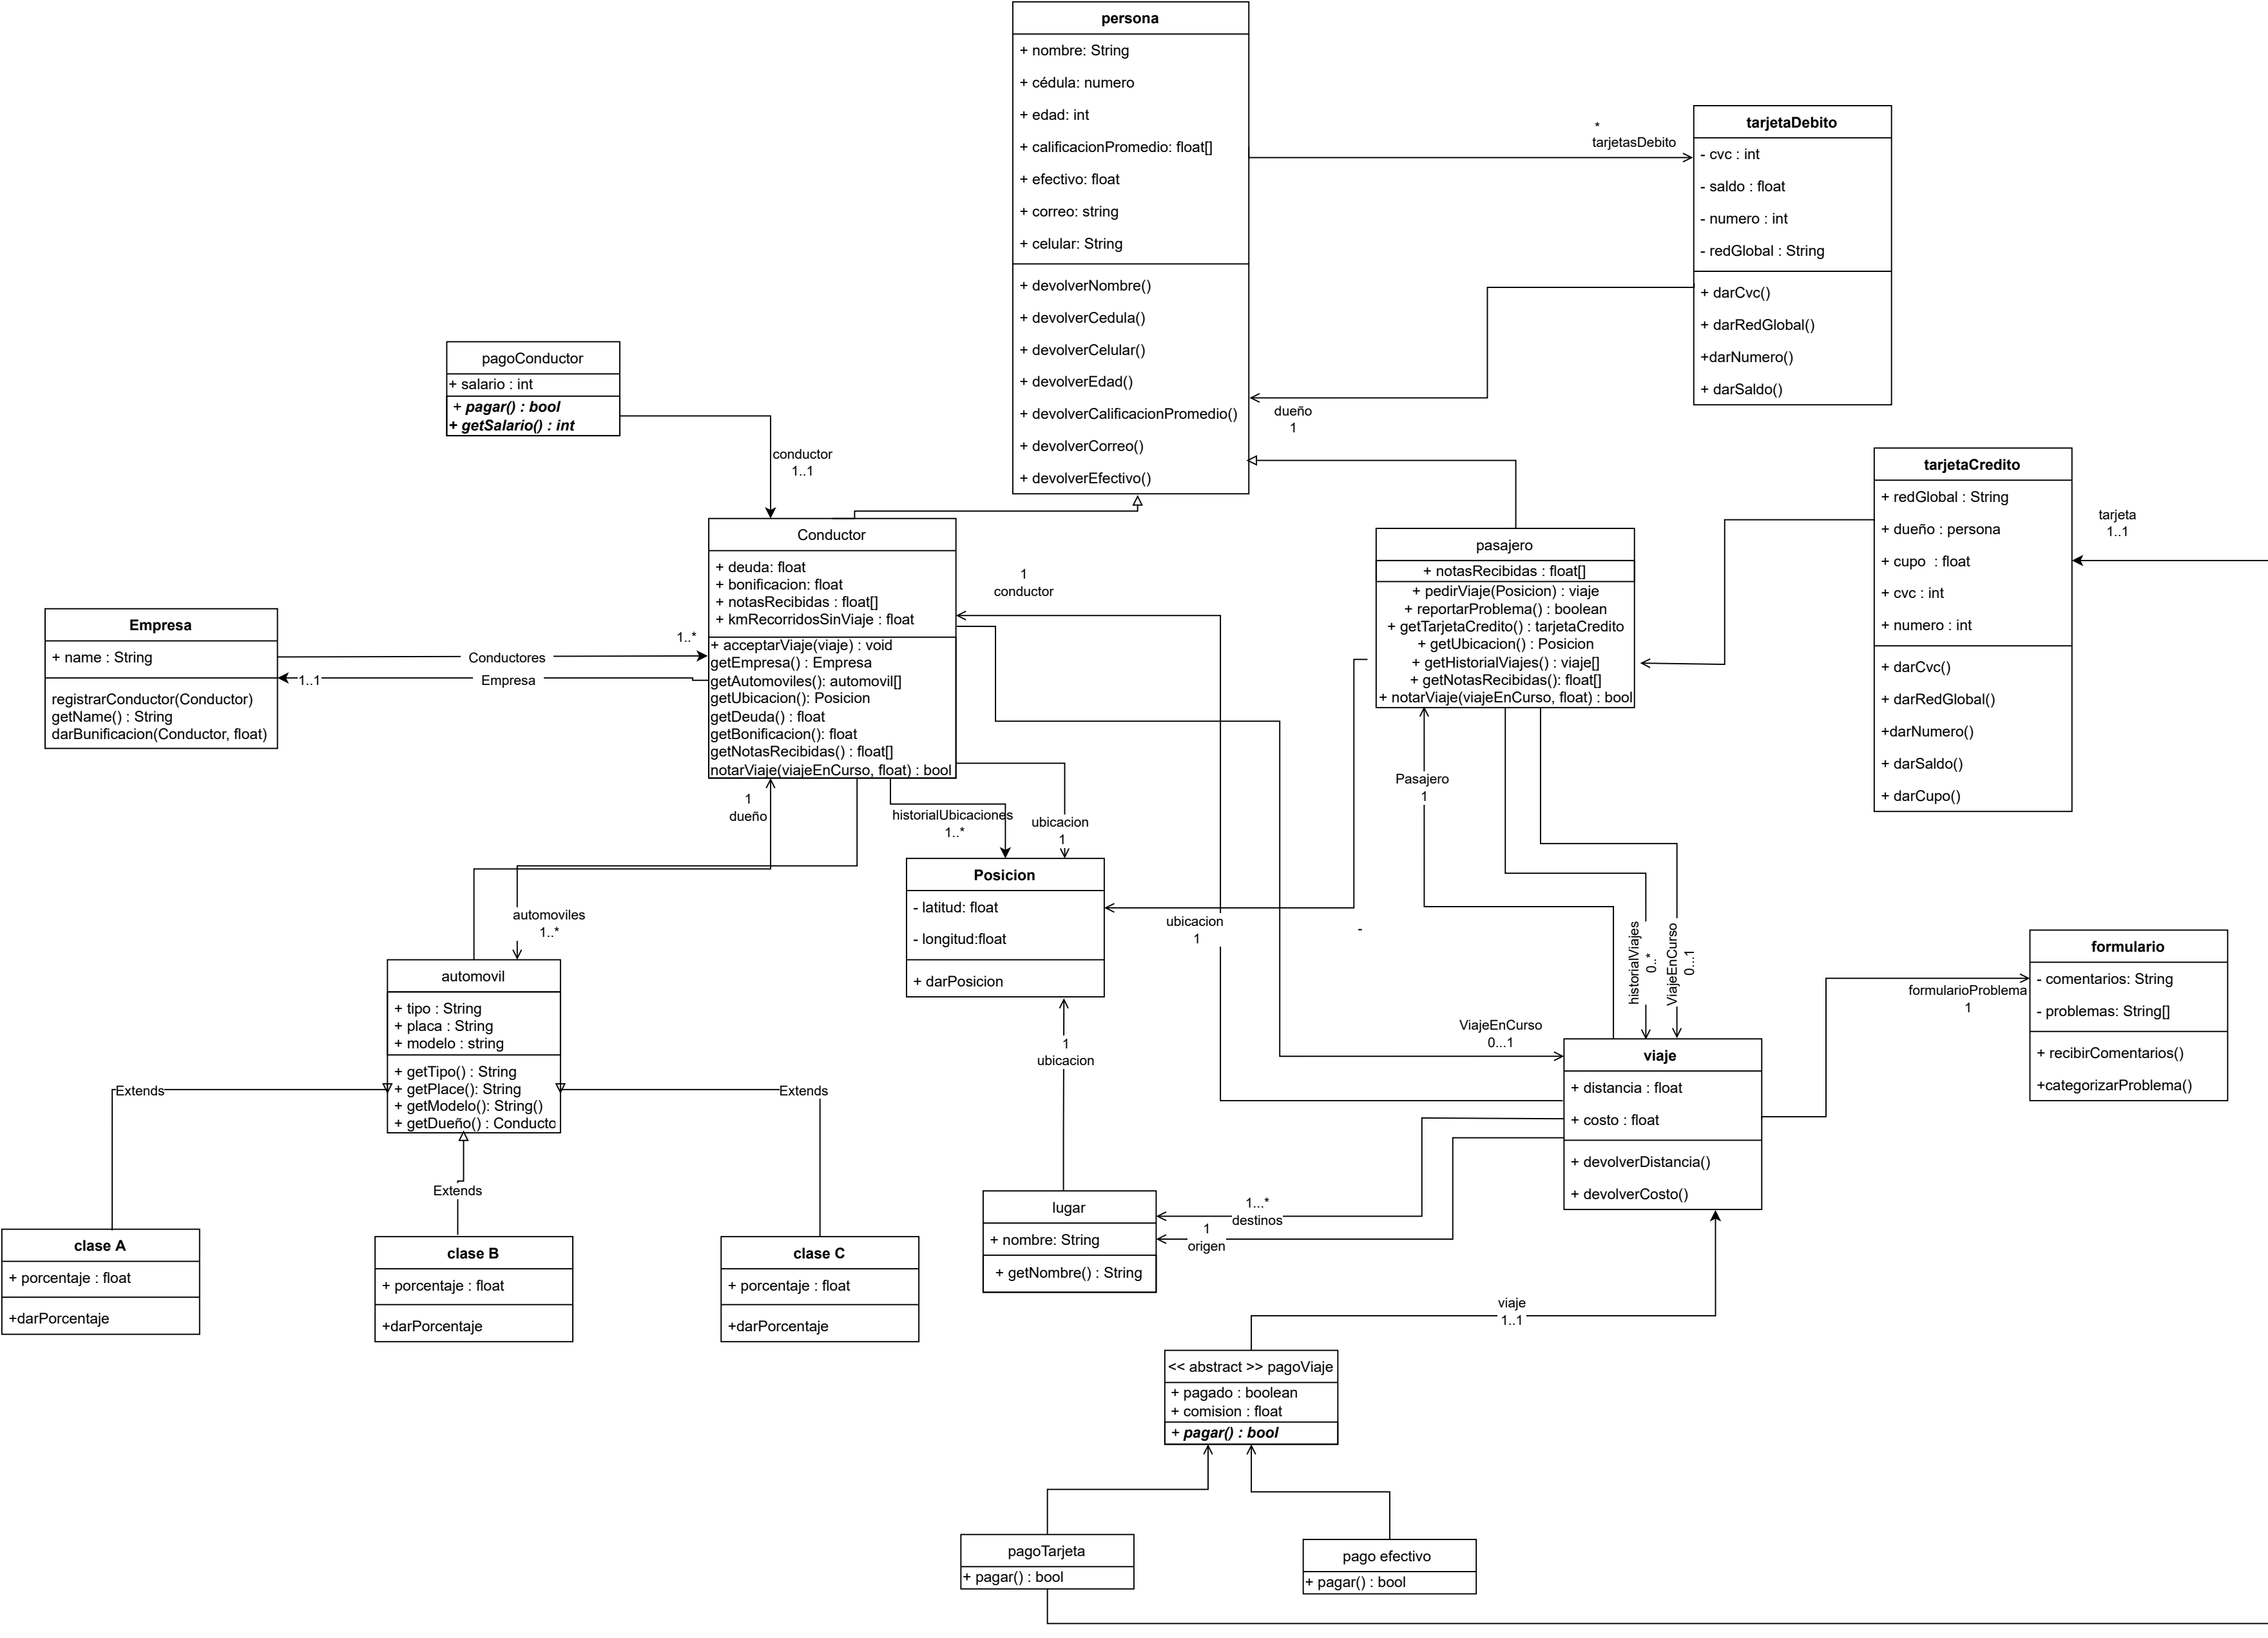 persona
+ nombre: String
+ cédula: numero
+ edad: int
+ calificacionPromedio: float[]
+ efectivo: float
+ correo: string
+ celular: String
+ devolverNombre()
+ devolverCedula()
+ devolverCelular()
+ devolverEdad()
+ devolverCalificacionPromedio()
+ devolverCorreo()
+ devolverEfectivo()
*
tarjetasDebito
tarjetaDebito
- cvc : int
- saldo : float
- numero : int
- redGlobal : String
+ darCvc()
+ darRedGlobal()
+darNumero()
+ darSaldo()
dueño
1
pagoConductor
+ salario : int
+ pagar() : bool
+ getSalario() : int
conductor
1..1
tarjetaCredito
+ redGlobal : String
+ dueño : persona
+ cupo  : float
+ cvc : int
+ numero : int
+ darCvc()
+ darRedGlobal()
+darNumero()
+ darSaldo()
+ darCupo()
tarjeta
1..1
Conductor
+ deuda: float
+ bonificacion: float
+ notasRecibidas : float[]
+ kmRecorridosSinViaje : float
+ acceptarViaje(viaje) : void
getEmpresa() : Empresa
getAutomoviles(): automovil[]
getUbicacion(): Posicion
getDeuda() : float
getBonificacion(): float
getNotasRecibidas() : float[]
notarViaje(viajeEnCurso, float) : bool
1
conductor
pasajero
+ notasRecibidas : float[]
+ pedirViaje(Posicion) : viaje
+ reportarProblema() : boolean
+ getTarjetaCredito() : tarjetaCredito
+ getUbicacion() : Posicion
+ getHistorialViajes() : viaje[]
+ getNotasRecibidas(): float[]
+ notarViaje(viajeEnCurso, float) : bool
Empresa
+ name : String
registrarConductor(Conductor)
getName() : String
darBunificacion(Conductor, float)
1..*
Conductores
1..1
Empresa
Pasajero
1
1
dueño
historialUbicaciones
1..*
ubicacion
1
Posicion
- latitud: float
- longitud:float
+ darPosicion
ubicacion
1
-
historialViajes
0..*
ViajeEnCurso
0...1
automoviles
1..*
automovil
+ tipo : String
+ placa : String
+ modelo : string
+ getTipo() : String
+ getPlace(): String
+ getModelo(): String()
+ getDueño() : Conducto
formulario
- comentarios: String
- problemas: String[]
+ recibirComentarios()
+categorizarProblema()
formularioProblema
1
ViajeEnCurso
0...1
viaje
+ distancia : float
+ costo : float
+ devolverDistancia()
+ devolverCosto()
1
ubicacion
Extends
Extends
Extends
lugar
+ nombre: String
+ getNombre() : String
1...*
destinos
1
origen
clase A
+ porcentaje : float
+darPorcentaje
clase B
+ porcentaje : float
+darPorcentaje
clase C
+ porcentaje : float
+darPorcentaje
viaje
1..1
<< abstract >> pagoViaje
+ pagado : boolean
+ comision : float
+ pagar() : bool
pagoTarjeta
+ pagar() : bool
pago efectivo
+ pagar() : bool